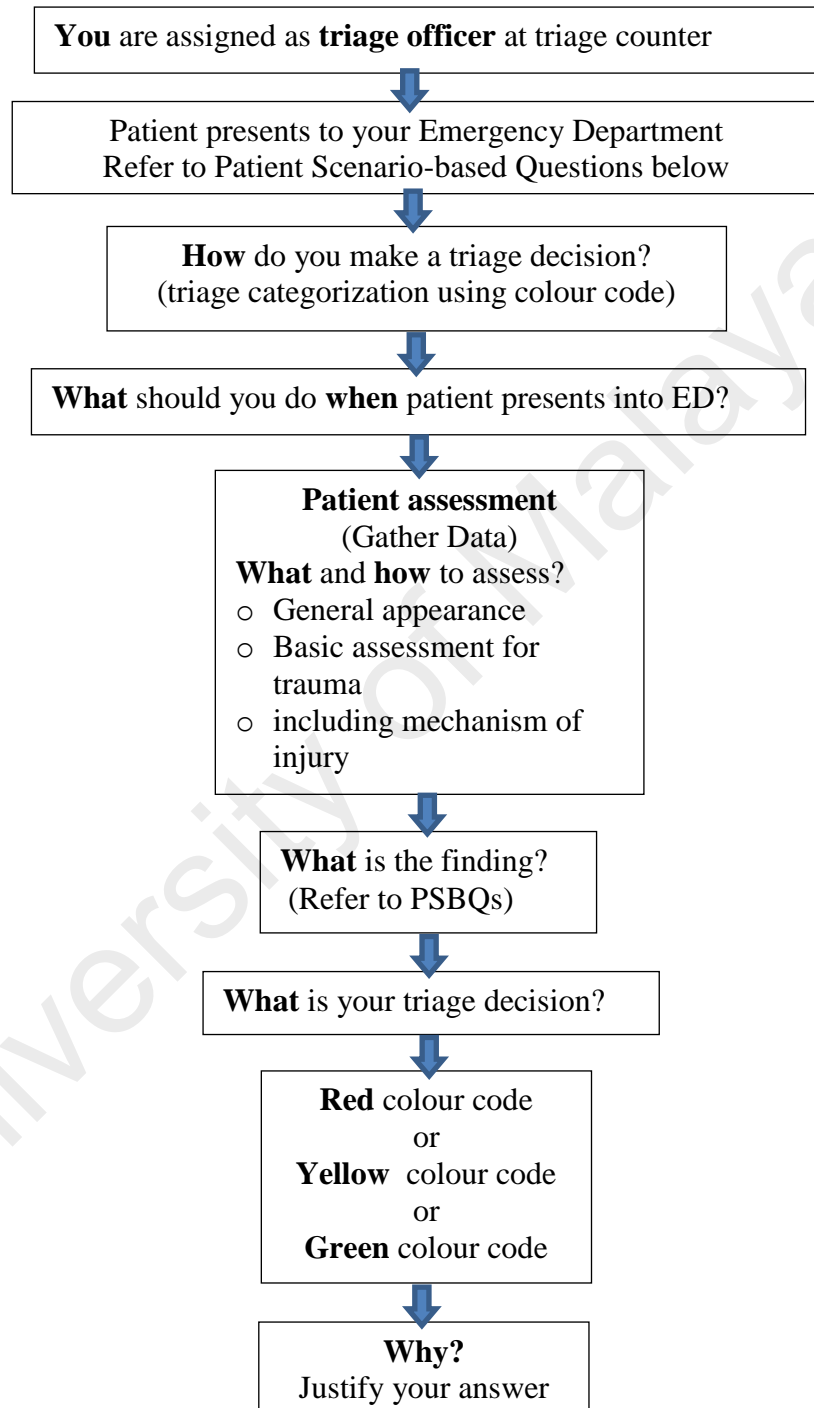 You are assigned as triage officer at triage counter
Patient presents to your Emergency Department
Refer to Patient Scenario-based Questions below
How do you make a triage decision?
(triage categorization using colour code)
What should you do when patient presents into ED?
Patient assessment
(Gather Data)
What and how to assess?
o General appearance
o Basic assessment for
trauma
o including mechanism of
injury
What is the finding?
(Refer to PSBQs)
What is your triage decision?
Red colour code
or
Yellow colour code
or
Green colour code
Why?
Justify your answer
University of Malaya